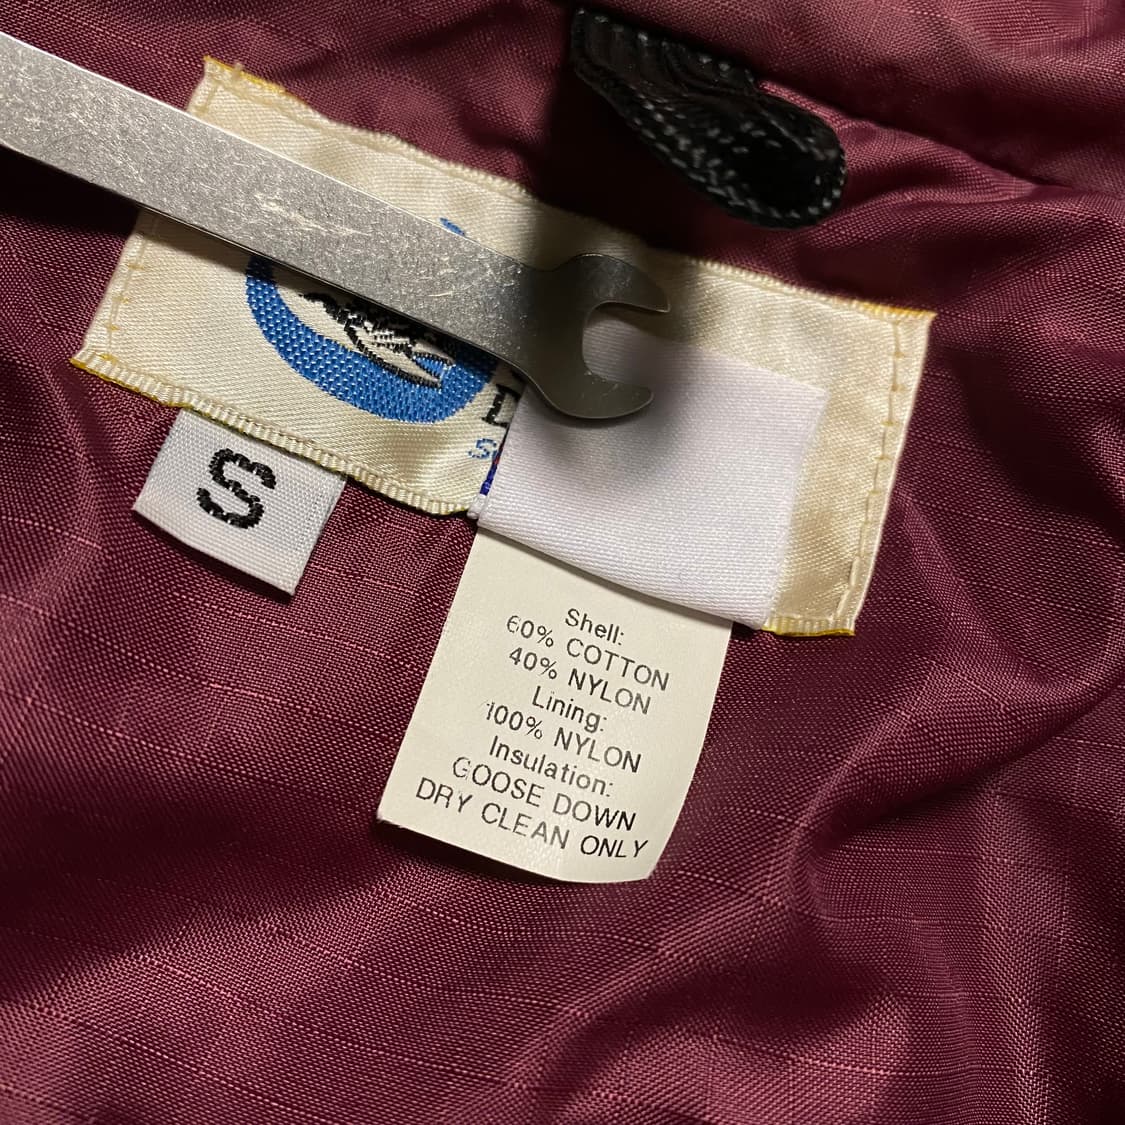 S
Shell:
60% COTTON
40% NYLON
Lining:
100% NYLON
Insulation:
GOOSE DOWN
DRY CLEAN ONLY